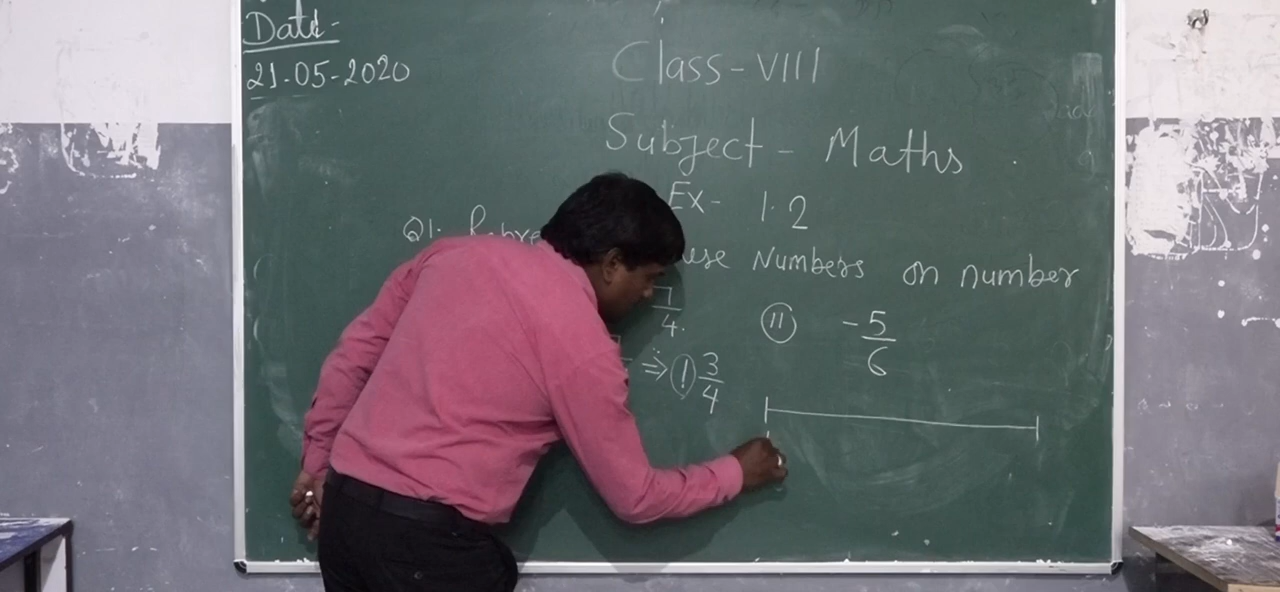 Date -
21-05-2020
Class - VIII
Subject - Maths
Ex - 1.2
Q1. Numbers on number
7/4 (ii) -5/6
⇒ (1) 3/4